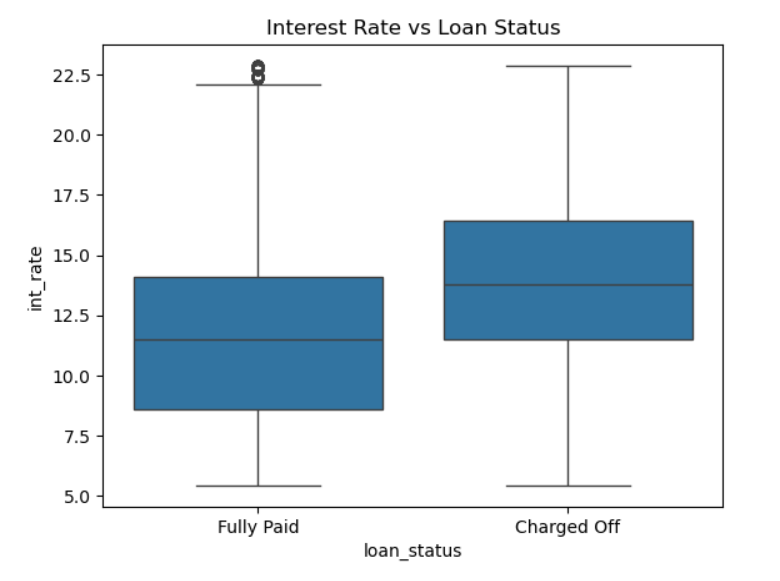 Interest Rate vs Loan Status
int_rate
22.5
20.0
17.5
15.0
12.5
10.0
7.5
5.0
Fully Paid
Charged Off
loan_status